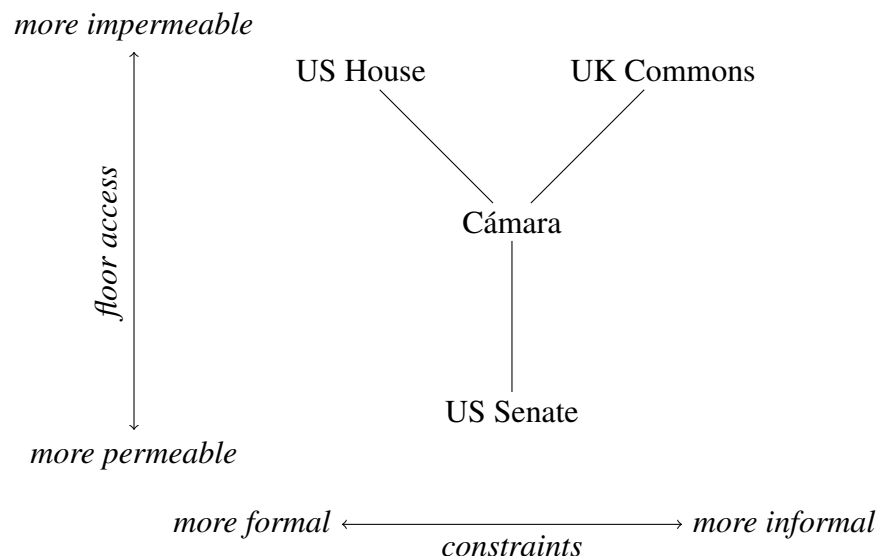 more impermeable
US House
UK Commons
floor access
Cámara
US Senate
more permeable
more formal
more informal
constraints